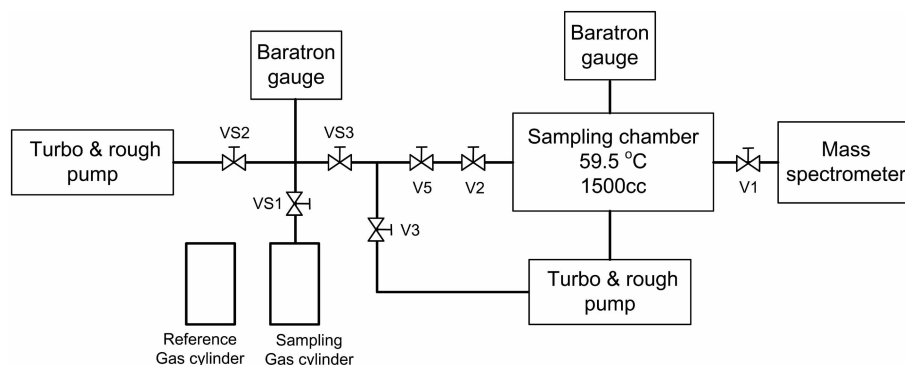 Baratron
gauge
Baratron
gauge
VS2
VS3
Turbo & rough
pump
Sampling chamber
59.5 °C
1500cc
Mass
spectrometer
V5
V2
V1
VS1
V3
Turbo & rough
pump
Reference
Gas cylinder
Sampling
Gas cylinder